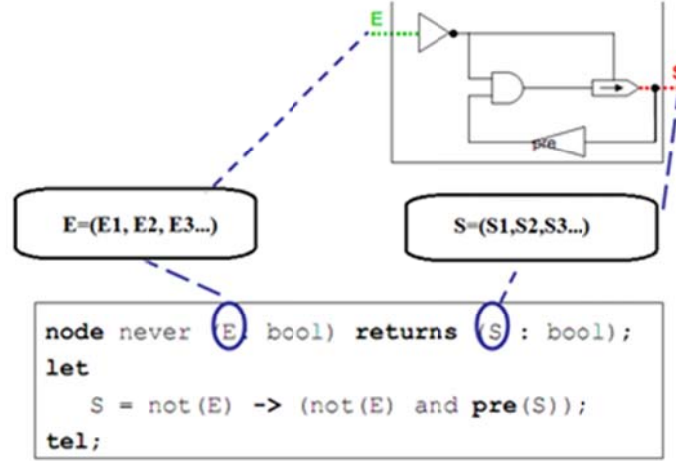 E
S
pre
E=(E1, E2, E3...)
S=(S1,S2,S3...)
node never (E: bool) returns (S : bool);
let
S = not(E) -> (not(E) and pre(S));
tel;